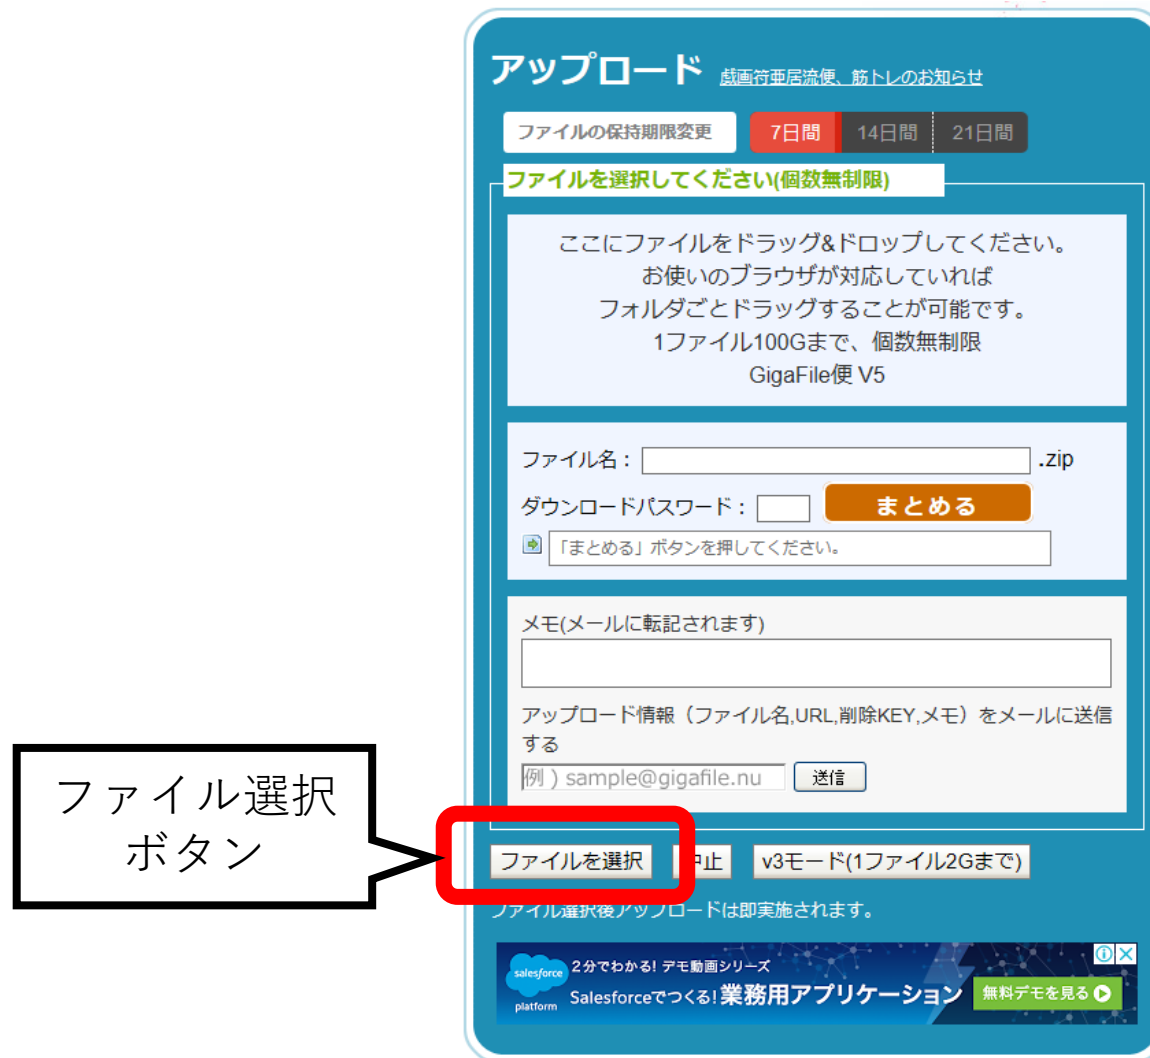 アップロード 戯画符亜居流便、筋トレのお知らせ
ファイルの保持期限変更 7日間 14日間 21日間
ファイルを選択してください(個数無制限)
ここにファイルをドラッグ&ドロップしてください。
お使いのブラウザが対応していれば
フォルダごとドラッグすることが可能です。
1ファイル100Gまで、個数無制限
GigaFile便 V5
ファイル名： .zip
ダウンロードパスワード： まとめる
「まとめる」ボタンを押してください。
メモ(メールに転記されます)
アップロード情報（ファイル名,URL,削除KEY,メモ）をメールに送信
する
例 ) sample@gigafile.nu 送信
ファイル選択
ボタン
ファイルを選択 中止 v3モード(1ファイル2Gまで)
ファイル選択後アップロードは即実施されます。
salesforce
platform
2分でわかる! デモ動画シリーズ
Salesforceでつくる!業務用アプリケーション
無料デモを見る